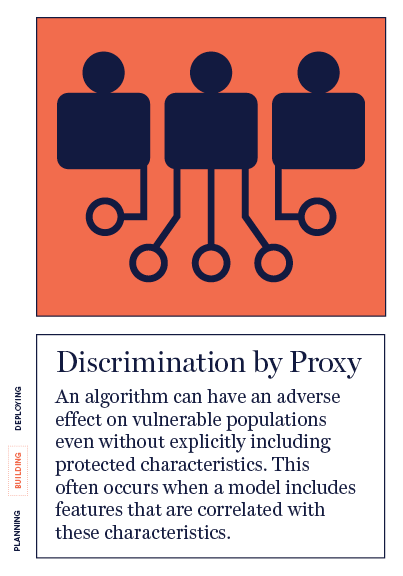 Discrimination by Proxy
An algorithm can have an adverse
effect on vulnerable populations
even without explicitly including
protected characteristics. This
often occurs when a model includes
features that are correlated with
these characteristics.
DEPLOYING
BUILDING
PLANNING